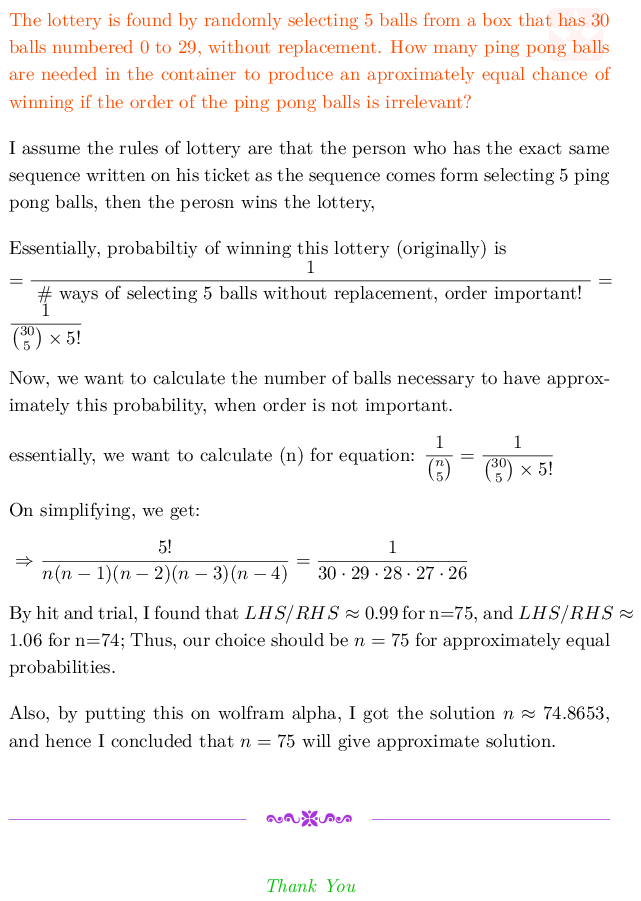 The lottery is found by randomly selecting 5 balls from a box that has 30
balls numbered 0 to 29, without replacement. How many ping pong balls
are needed in the container to produce an aproximately equal chance of
winning if the order of the ping pong balls is irrelevant?
I assume the rules of lottery are that the person who has the exact same
sequence written on his ticket as the sequence comes form selecting 5 ping
pong balls, then the perosn wins the lottery,
Essentially, probabiltiy of winning this lottery (originally) is
= \frac{1}{\# ways of selecting 5 balls without replacement, order important!} =
\frac{1}{\binom{30}{5} × 5!}
Now, we want to calculate the number of balls necessary to have approx-
imately this probability, when order is not important.
essentially, we want to calculate (n) for equation: \frac{1}{\binom{n}{5}} = \frac{1}{\binom{30}{5} × 5!}
On simplifying, we get:
⇒ \frac{5!}{n(n − 1)(n − 2)(n − 3)(n − 4)} = \frac{1}{30 · 29 · 28 · 27 · 26}
By hit and trial, I found that LHS/RHS ≈ 0.99 for n=75, and LHS/RHS ≈
1.06 for n=74; Thus, our choice should be n = 75 for approximately equal
probabilities.
Also, by putting this on wolfram alpha, I got the solution n ≈ 74.8653,
and hence I concluded that n = 75 will give approximate solution.
Thank You